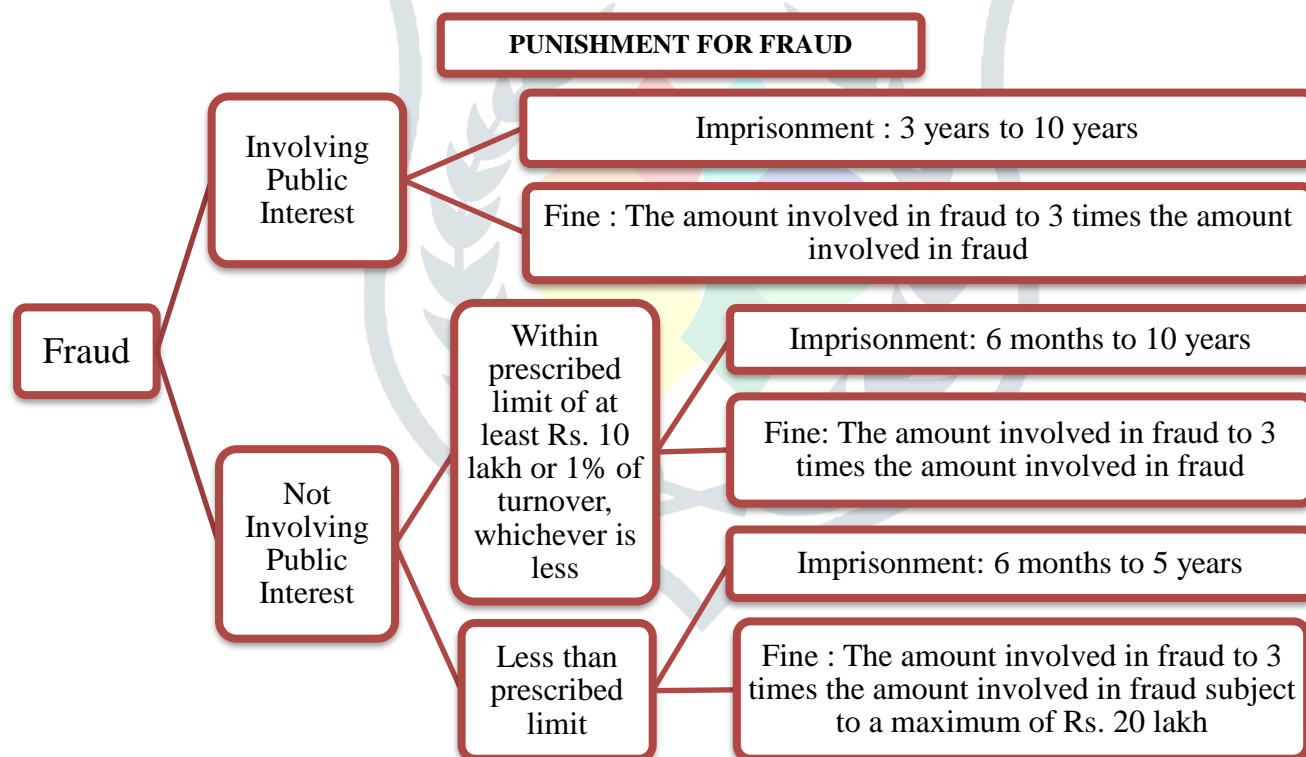 PUNISHMENT FOR FRAUD
Fraud
Involving
Public
Interest
Imprisonment : 3 years to 10 years
Fine : The amount involved in fraud to 3 times the amount
involved in fraud
Not
Involving
Public
Interest
Within
prescribed
limit of at
least Rs. 10
lakh or 1% of
turnover,
whichever is
less
Imprisonment: 6 months to 10 years
Fine: The amount involved in fraud to 3
times the amount involved in fraud
Less than
prescribed
limit
Imprisonment: 6 months to 5 years
Fine : The amount involved in fraud to 3
times the amount involved in fraud subject
to a maximum of Rs. 20 lakh